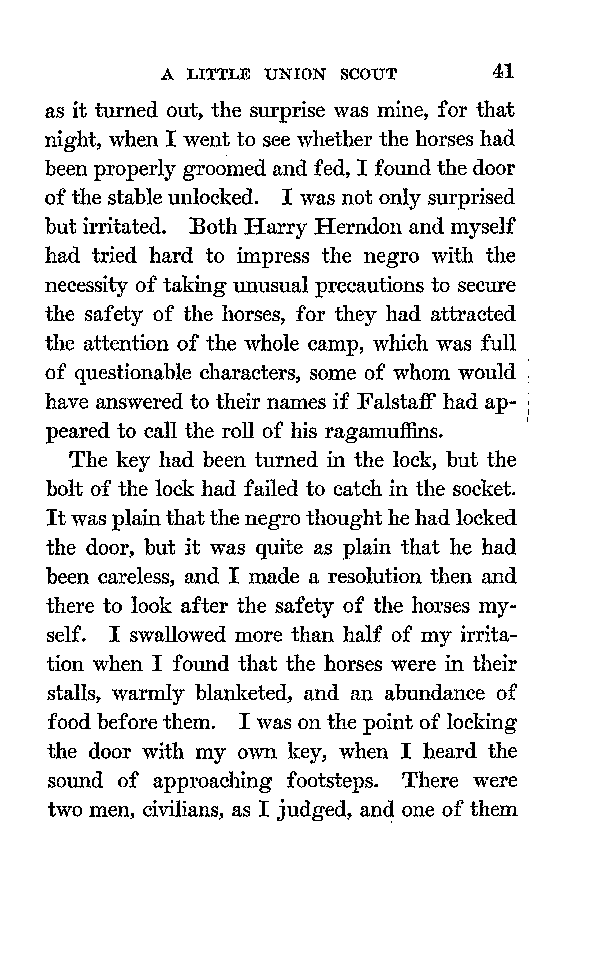 A LITTLE UNION SCOUT 41
as it turned out, the surprise was mine, for that
night, when I went to see whether the horses had
been properly groomed and fed, I found the door
of the stable unlocked. I was not only surprised
but irritated. Both Harry Herndon and myself
had tried hard to impress the negro with the
necessity of taking unusual precautions to secure
the safety of the horses, for they had attracted
the attention of the whole camp, which was full
of questionable characters, some of whom would
have answered to their names if Falstaff had ap-
peared to call the roll of his ragamuffins.
The key had been turned in the lock, but the
bolt of the lock had failed to catch in the socket.
It was plain that the negro thought he had locked
the door, but it was quite as plain that he had
been careless, and I made a resolution then and
there to look after the safety of the horses my-
self. I swallowed more than half of my irrita-
tion when I found that the horses were in their
stalls, warmly blanketed, and an abundance of
food before them. I was on the point of locking
the door with my own key, when I heard the
sound of approaching footsteps. There were
two men, civilians, as I judged, and one of them